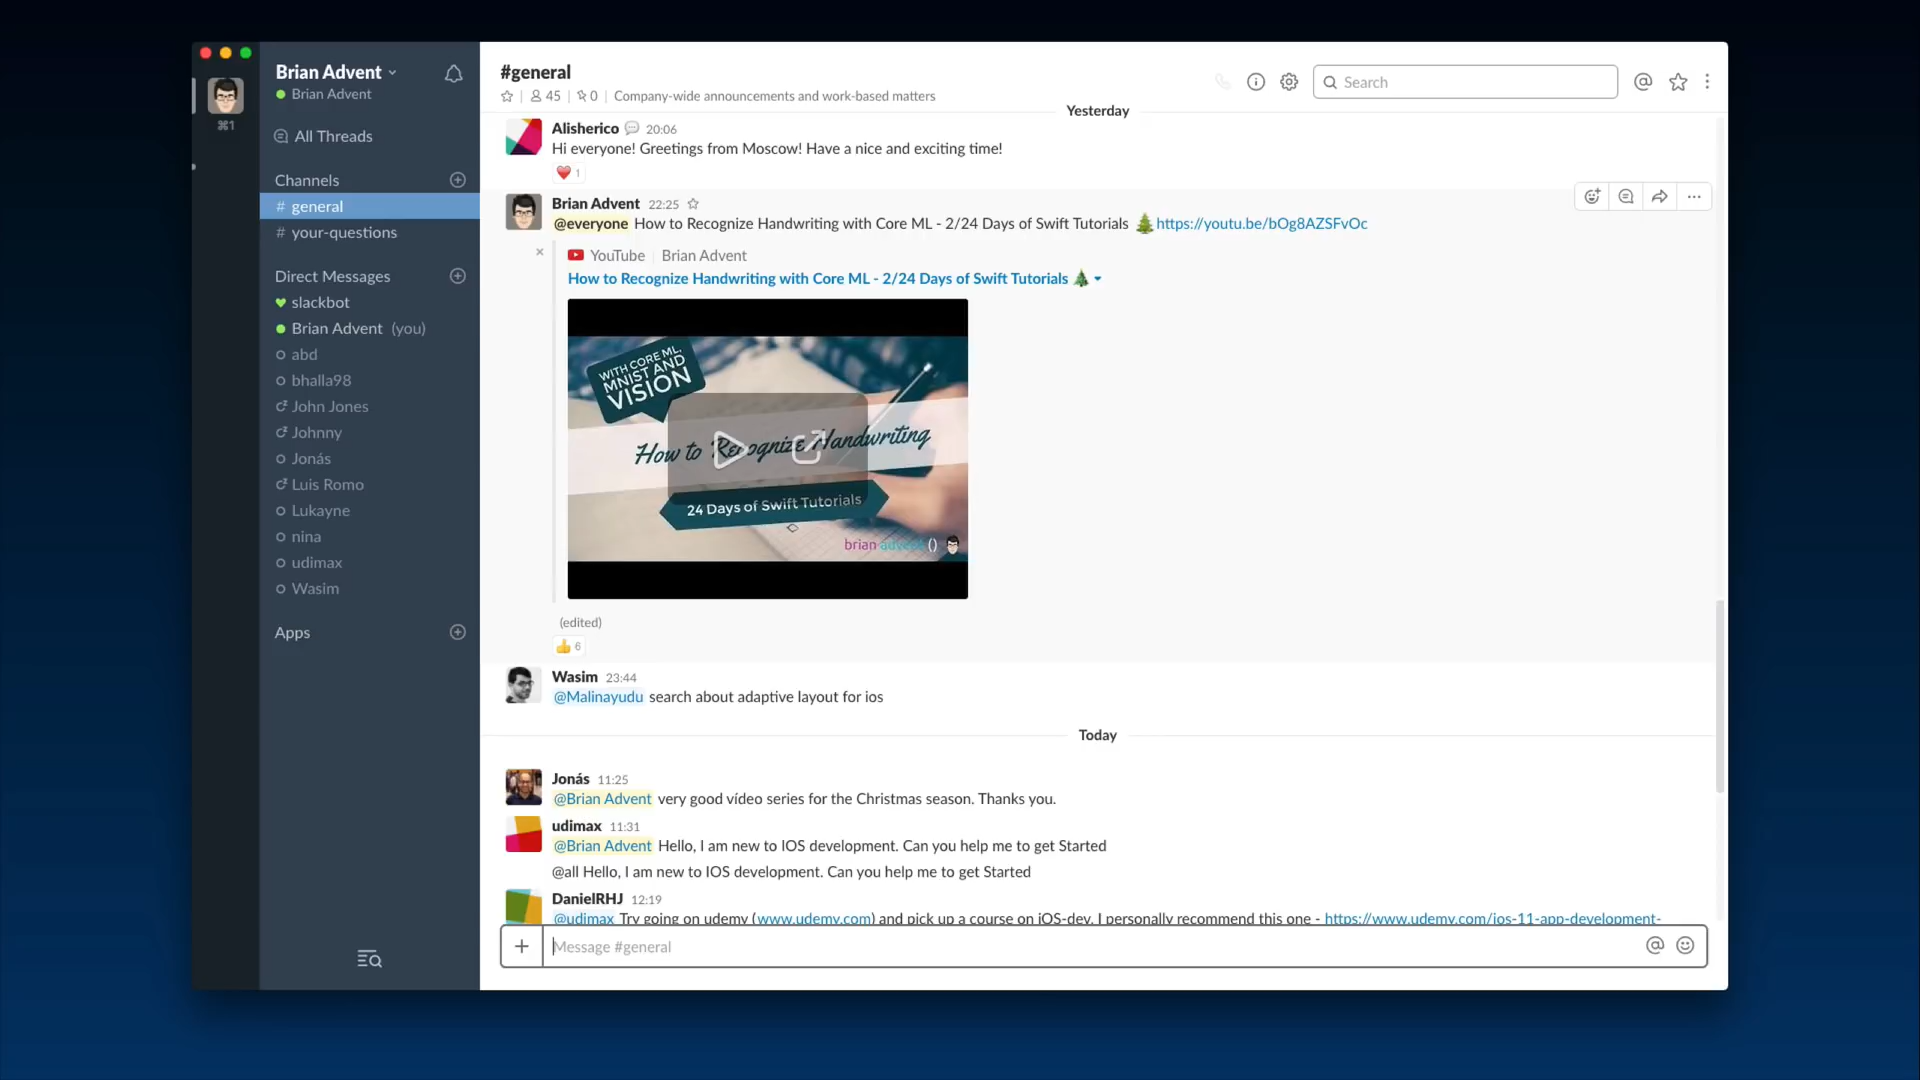 Brian Advent
Brian Advent
⌘1
All Threads
Channels
# general
# your-questions
Direct Messages
slackbot
Brian Advent (you)
abd
bhalla98
John Jones
Johnny
Jonás
Luis Romo
Lukayne
nina
udimax
Wasim
Apps
#general
45 | 0 | Company-wide announcements and work-based matters
Search
Yesterday
Alisherico 20:06
Hi everyone! Greetings from Moscow! Have a nice and exciting time!
1
Brian Advent 22:25
@everyone How to Recognize Handwriting with Core ML - 2/24 Days of Swift Tutorials 🎄https://youtu.be/bOg8AZSFvOc
YouTube | Brian Advent
How to Recognize Handwriting with Core ML - 2/24 Days of Swift Tutorials 🎄
WITH CORE ML,
MNIST AND
VISION
How to Recognize Handwriting
24 Days of Swift Tutorials
brian advent ()
(edited)
6
Wasim 23:44
@Malinayudu search about adaptive layout for ios
Today
Jonás 11:25
@Brian Advent very good vídeo series for the Christmas season. Thanks you.
udimax 11:31
@Brian Advent Hello, I am new to IOS development. Can you help me to get Started
@all Hello, I am new to IOS development. Can you help me to get Started
DanielRHJ 12:19
@udimax Try going on udemy (www.udemy.com) and pick up a course on iOS-dev. I personally recommend this one - https://www.udemy.com/ios-11-app-development-
Message #general